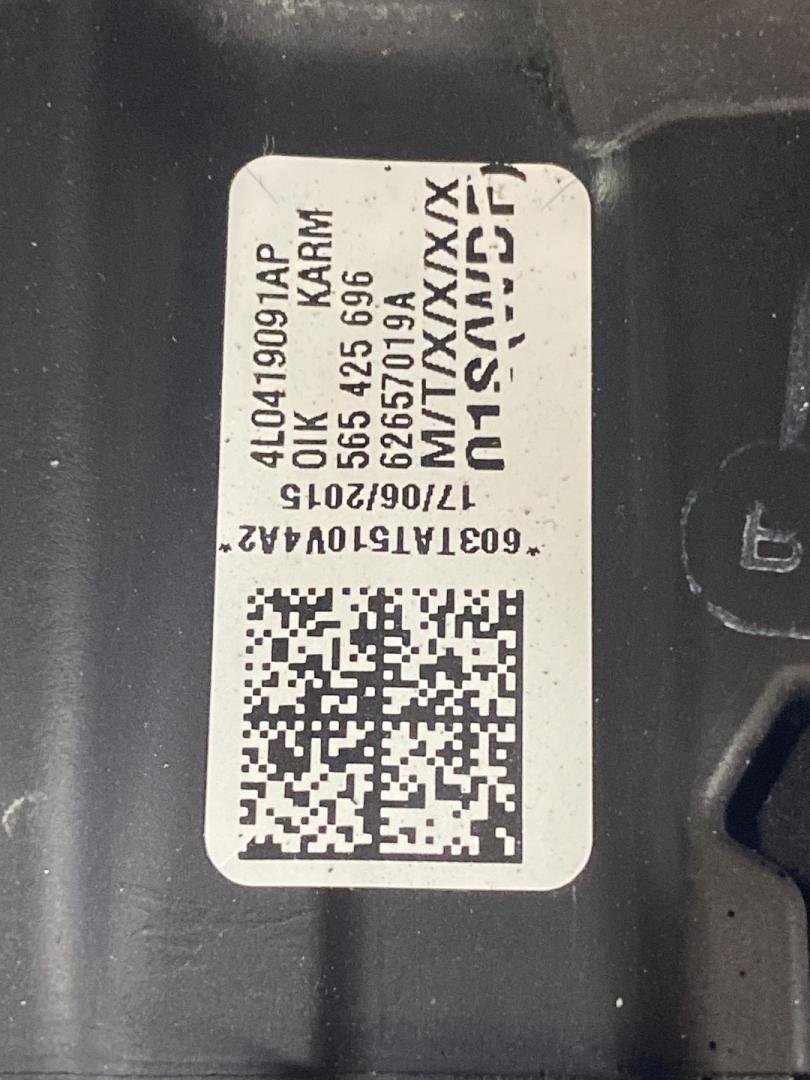 4L0419091AP
OIK KARM
565 425 696
62657019A
M/T/X/X/X/X
17/06/2015
*603TAT510V4A2*
R